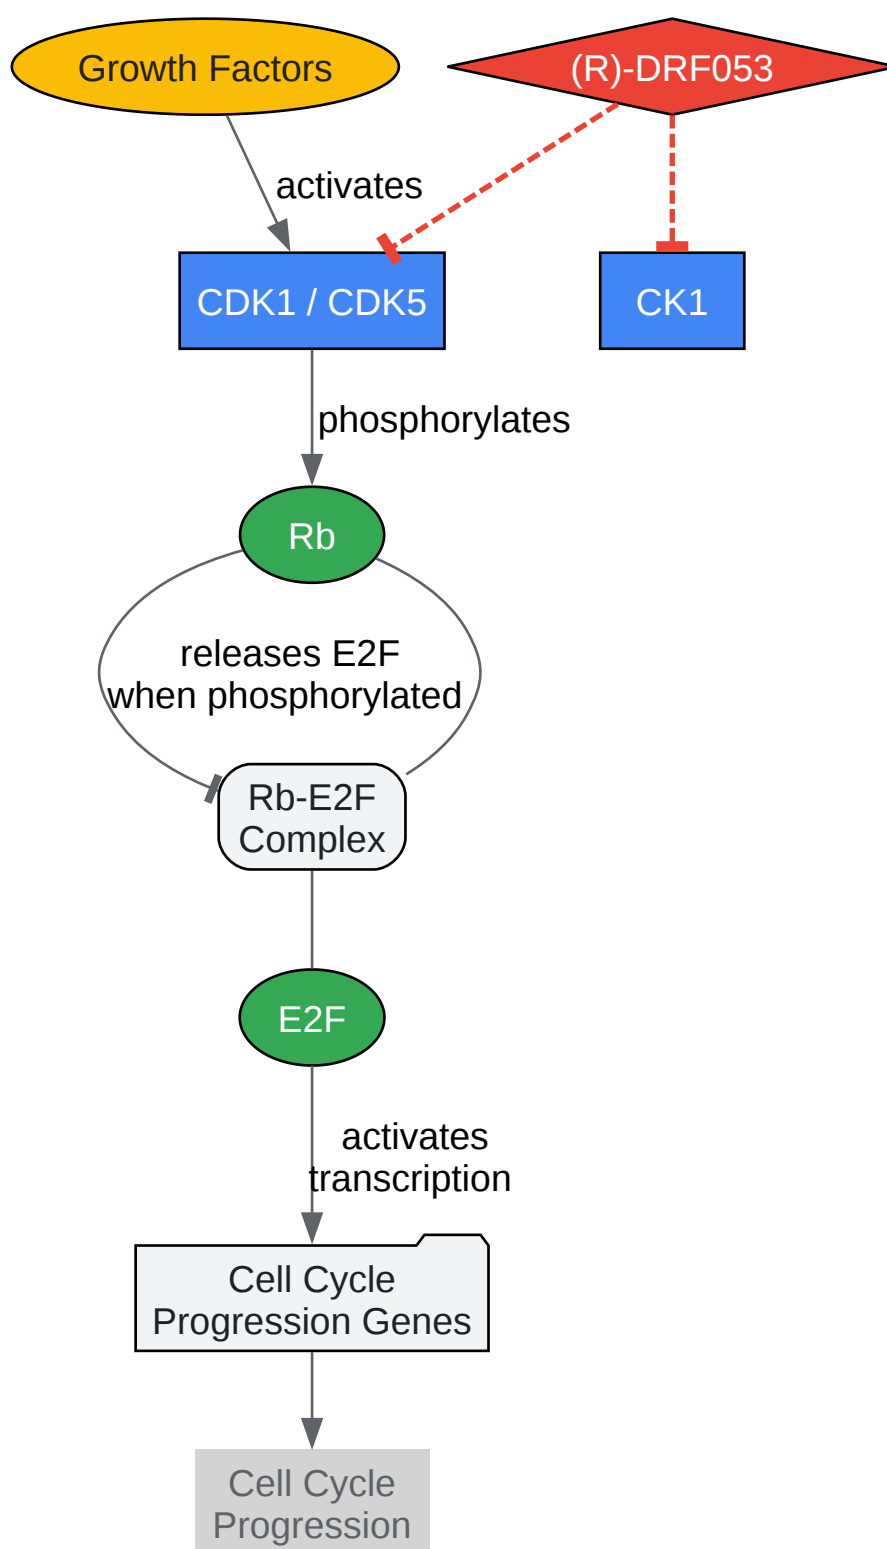 Growth Factors
(R)-DRF053
activates
CDK1 / CDK5
CK1
phosphorylates
Rb
releases E2F
when phosphorylated
Rb-E2F
Complex
E2F
activates
transcription
Cell Cycle
Progression Genes
Cell Cycle
Progression